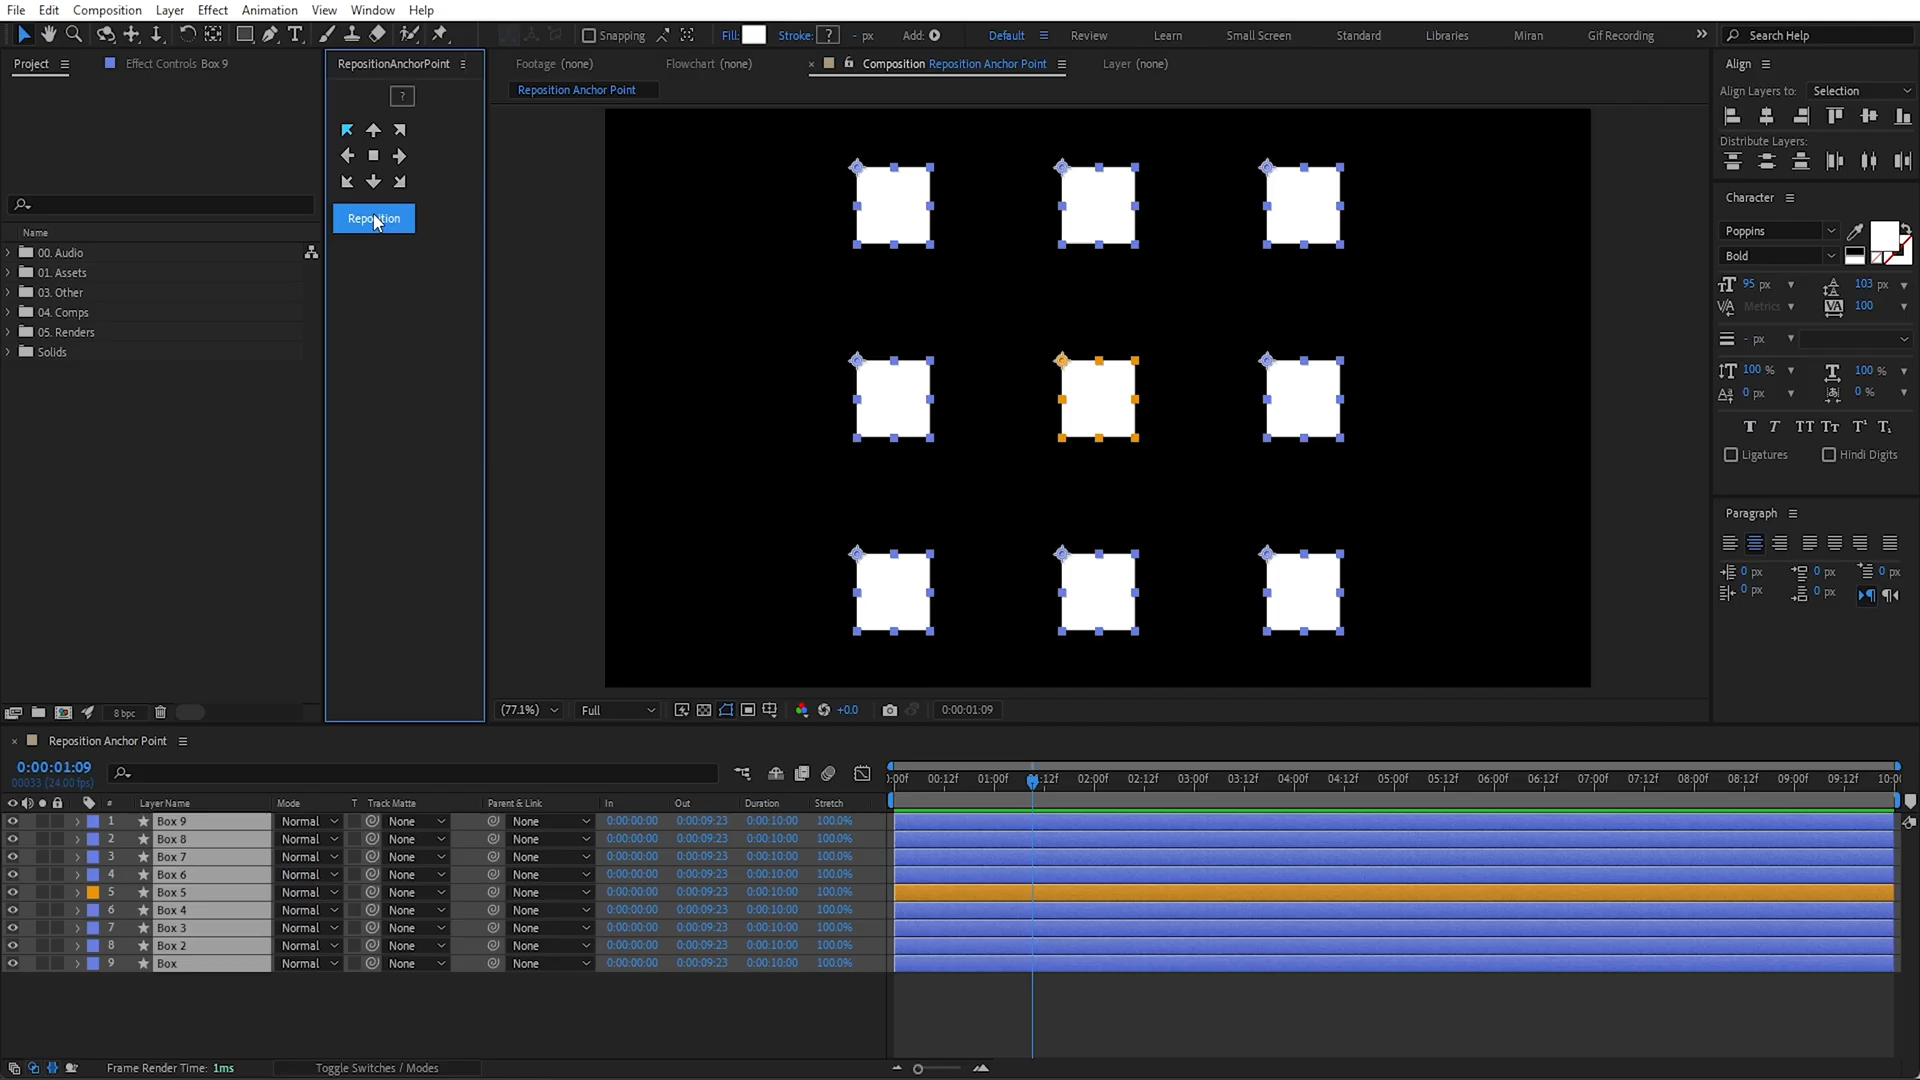 File Edit Composition Layer Effect Animation View Window Help
Snapping Fill: Stroke: ? - px Add: Default Review Learn Small Screen Standard Libraries Miran Gif Recording Search Help
Project Effect Controls Box 9 RepositionAnchorPoint Footage (none) Flowchart (none) × Composition Reposition Anchor Point Layer (none)
Reposition Anchor Point
?
Reposition
Name
00. Audio
01. Assets
03. Other
04. Comps
05. Renders
Solids
Align
Align Layers to: Selection
Distribute Layers:
Character
Poppins
Bold
95 px 103 px
Metrics 100
- px
100 % 100 %
0 px 0 %
Ligatures Hindi Digits
Paragraph
0 px 0 px 0 px
0 px 0 px
8 bpc (77.1%) Full +0.0 0:00:01:09
× Reposition Anchor Point
0:00:01:09
00033 (24.00 fps)
00:12f 01:00f 02:00f 02:12f 03:00f 03:12f 04:00f 04:12f 05:00f 05:12f 06:00f 06:12f 07:00f 07:12f 08:00f 08:12f 09:00f 09:12f
# Layer Name Mode T Track Matte Parent & Link In Out Duration Stretch
1 Box 9 Normal None None 0:00:00:00 0:00:09:23 0:00:10:00 100.0%
2 Box 8 Normal None None 0:00:00:00 0:00:09:23 0:00:10:00 100.0%
3 Box 7 Normal None None 0:00:00:00 0:00:09:23 0:00:10:00 100.0%
4 Box 6 Normal None None 0:00:00:00 0:00:09:23 0:00:10:00 100.0%
5 Box 5 Normal None None 0:00:00:00 0:00:09:23 0:00:10:00 100.0%
6 Box 4 Normal None None 0:00:00:00 0:00:09:23 0:00:10:00 100.0%
7 Box 3 Normal None None 0:00:00:00 0:00:09:23 0:00:10:00 100.0%
8 Box 2 Normal None None 0:00:00:00 0:00:09:23 0:00:10:00 100.0%
9 Box Normal None None 0:00:00:00 0:00:09:23 0:00:10:00 100.0%
Frame Render Time: 1ms Toggle Switches / Modes